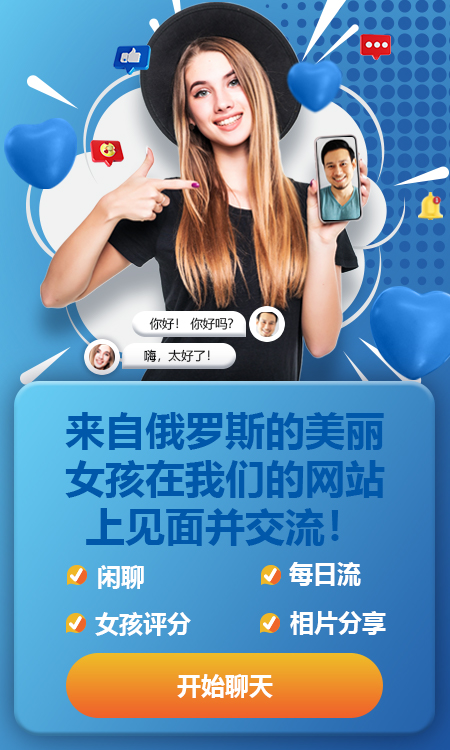 你好！ 你好吗?
嗨，太好了!
来自俄罗斯的美丽
女孩在我们的网站
上见面并交流!
闲聊
每日流
女孩评分
相片分享
开始聊天